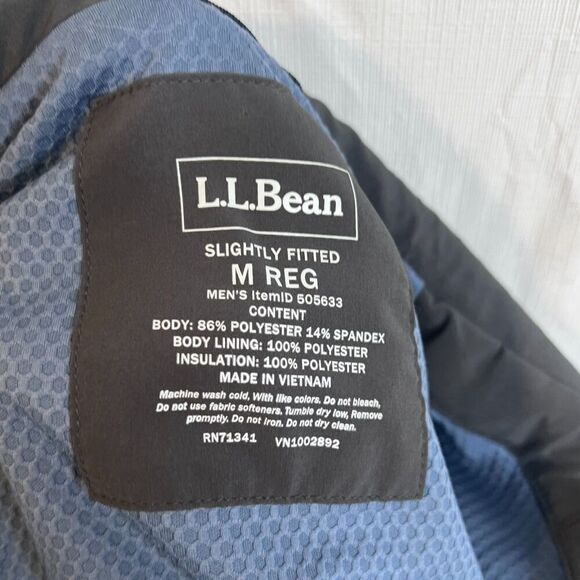 L.L.Bean
SLIGHTLY FITTED
M REG
MEN'S ItemID 505633
CONTENT
BODY: 86% POLYESTER 14% SPANDEX
BODY LINING: 100% POLYESTER
INSULATION: 100% POLYESTER
MADE IN VIETNAM
Machine wash cold, With like colors. Do not bleach,
Do not use fabric softeners. Tumble dry low, Remove
promptly. Do not iron. Do not dry clean.
RN71341 VN1002892